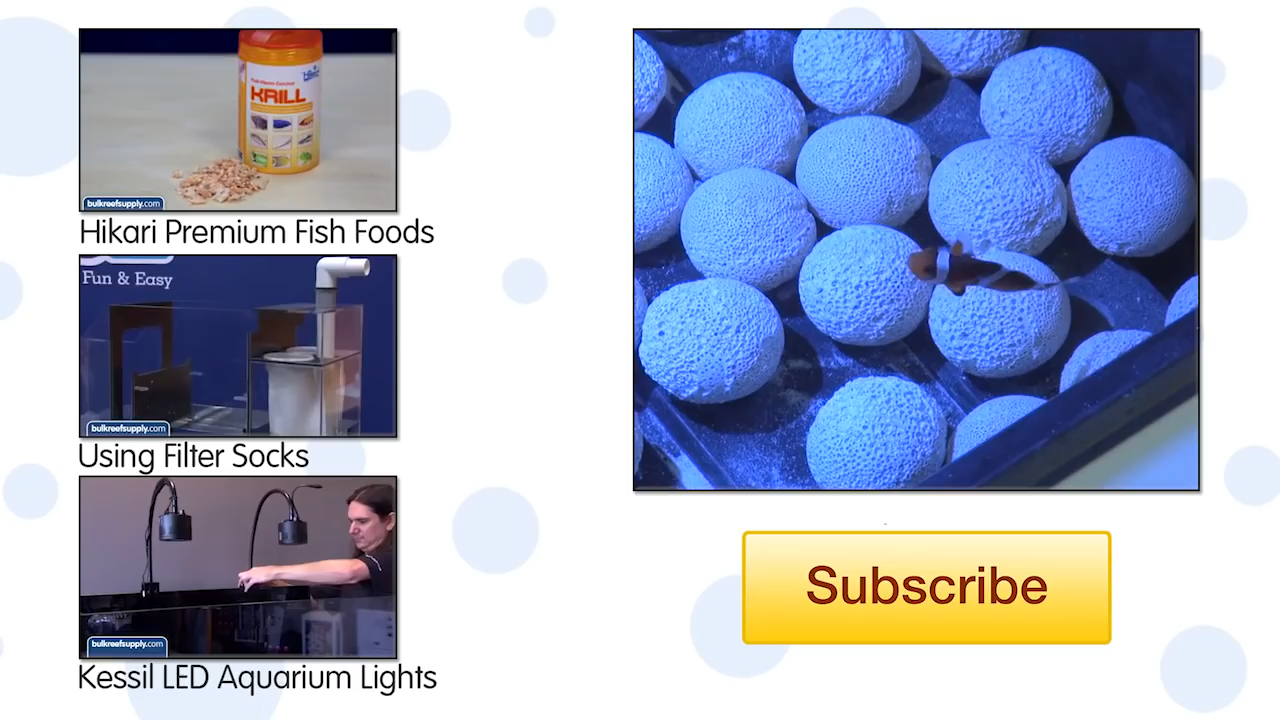 Hikari
KRILL
bulkreefsupply.com
Hikari Premium Fish Foods
Fun & Easy
bulkreefsupply.com
Using Filter Socks
bulkreefsupply.com
Kessil LED Aquarium Lights
Subscribe